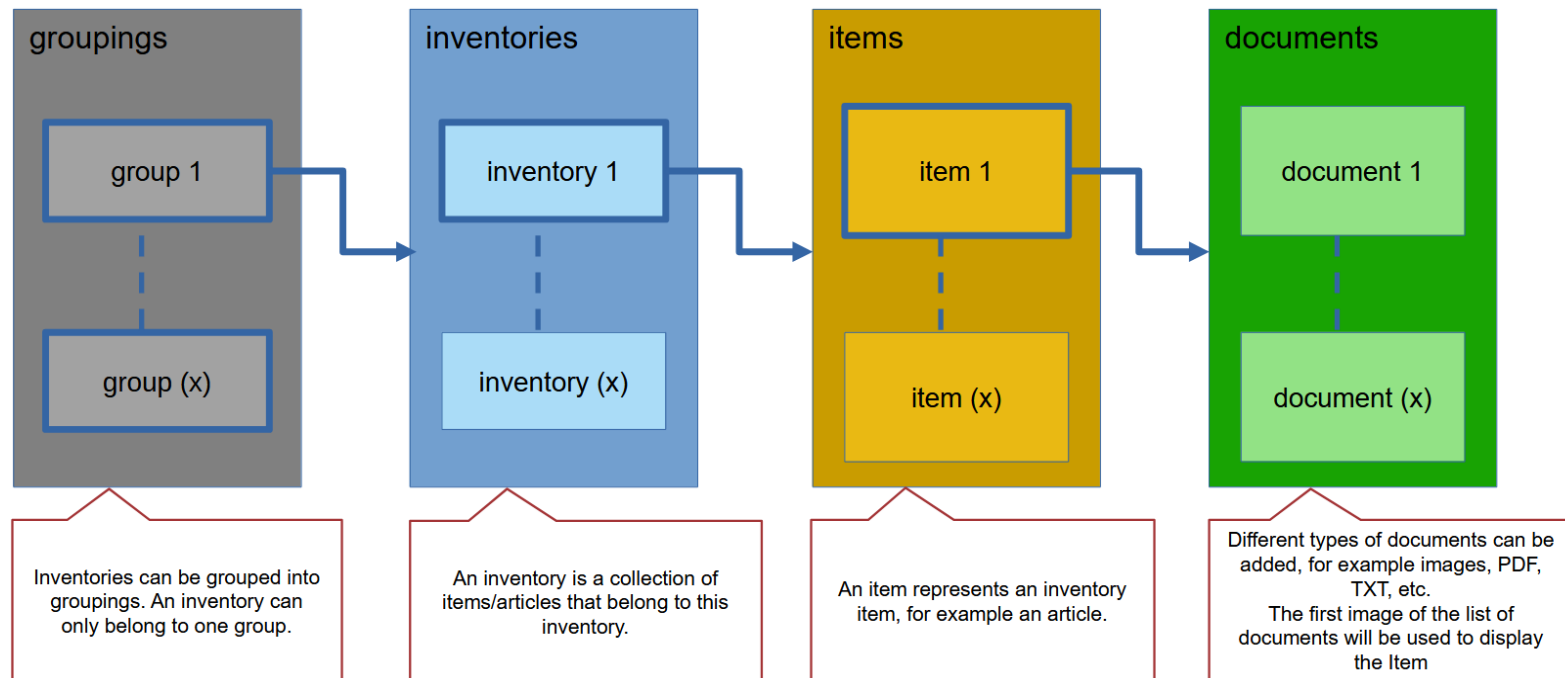 groupings
group 1
group (x)
inventories
inventory 1
inventory (x)
items
item 1
item (x)
documents
document 1
document (x)
Inventories can be grouped into
groupings. An inventory can
only belong to one group.
An inventory is a collection of
items/articles that belong to this
inventory.
An item represents an inventory
item, for example an article.
Different types of documents can be
added, for example images, PDF,
TXT, etc.
The first image of the list of
documents will be used to display
the Item